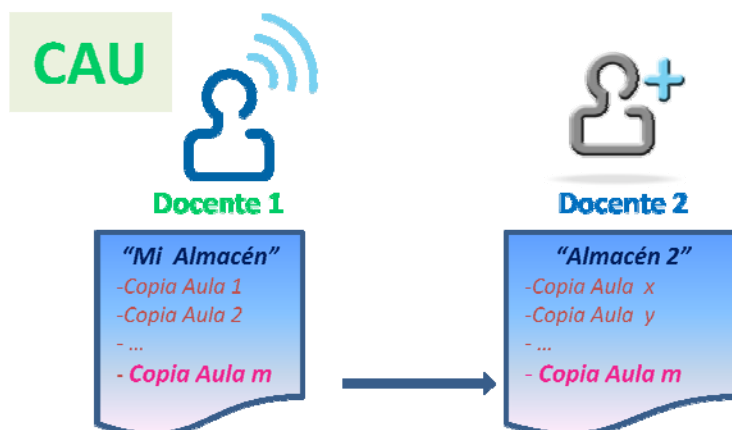 CAU
Docente 1
Docente 2
“Mi Almacén”
-Copia Aula 1
-Copia Aula 2
- ...
- Copia Aula m
“Almacén 2”
-Copia Aula x
-Copia Aula y
- ...
- Copia Aula m